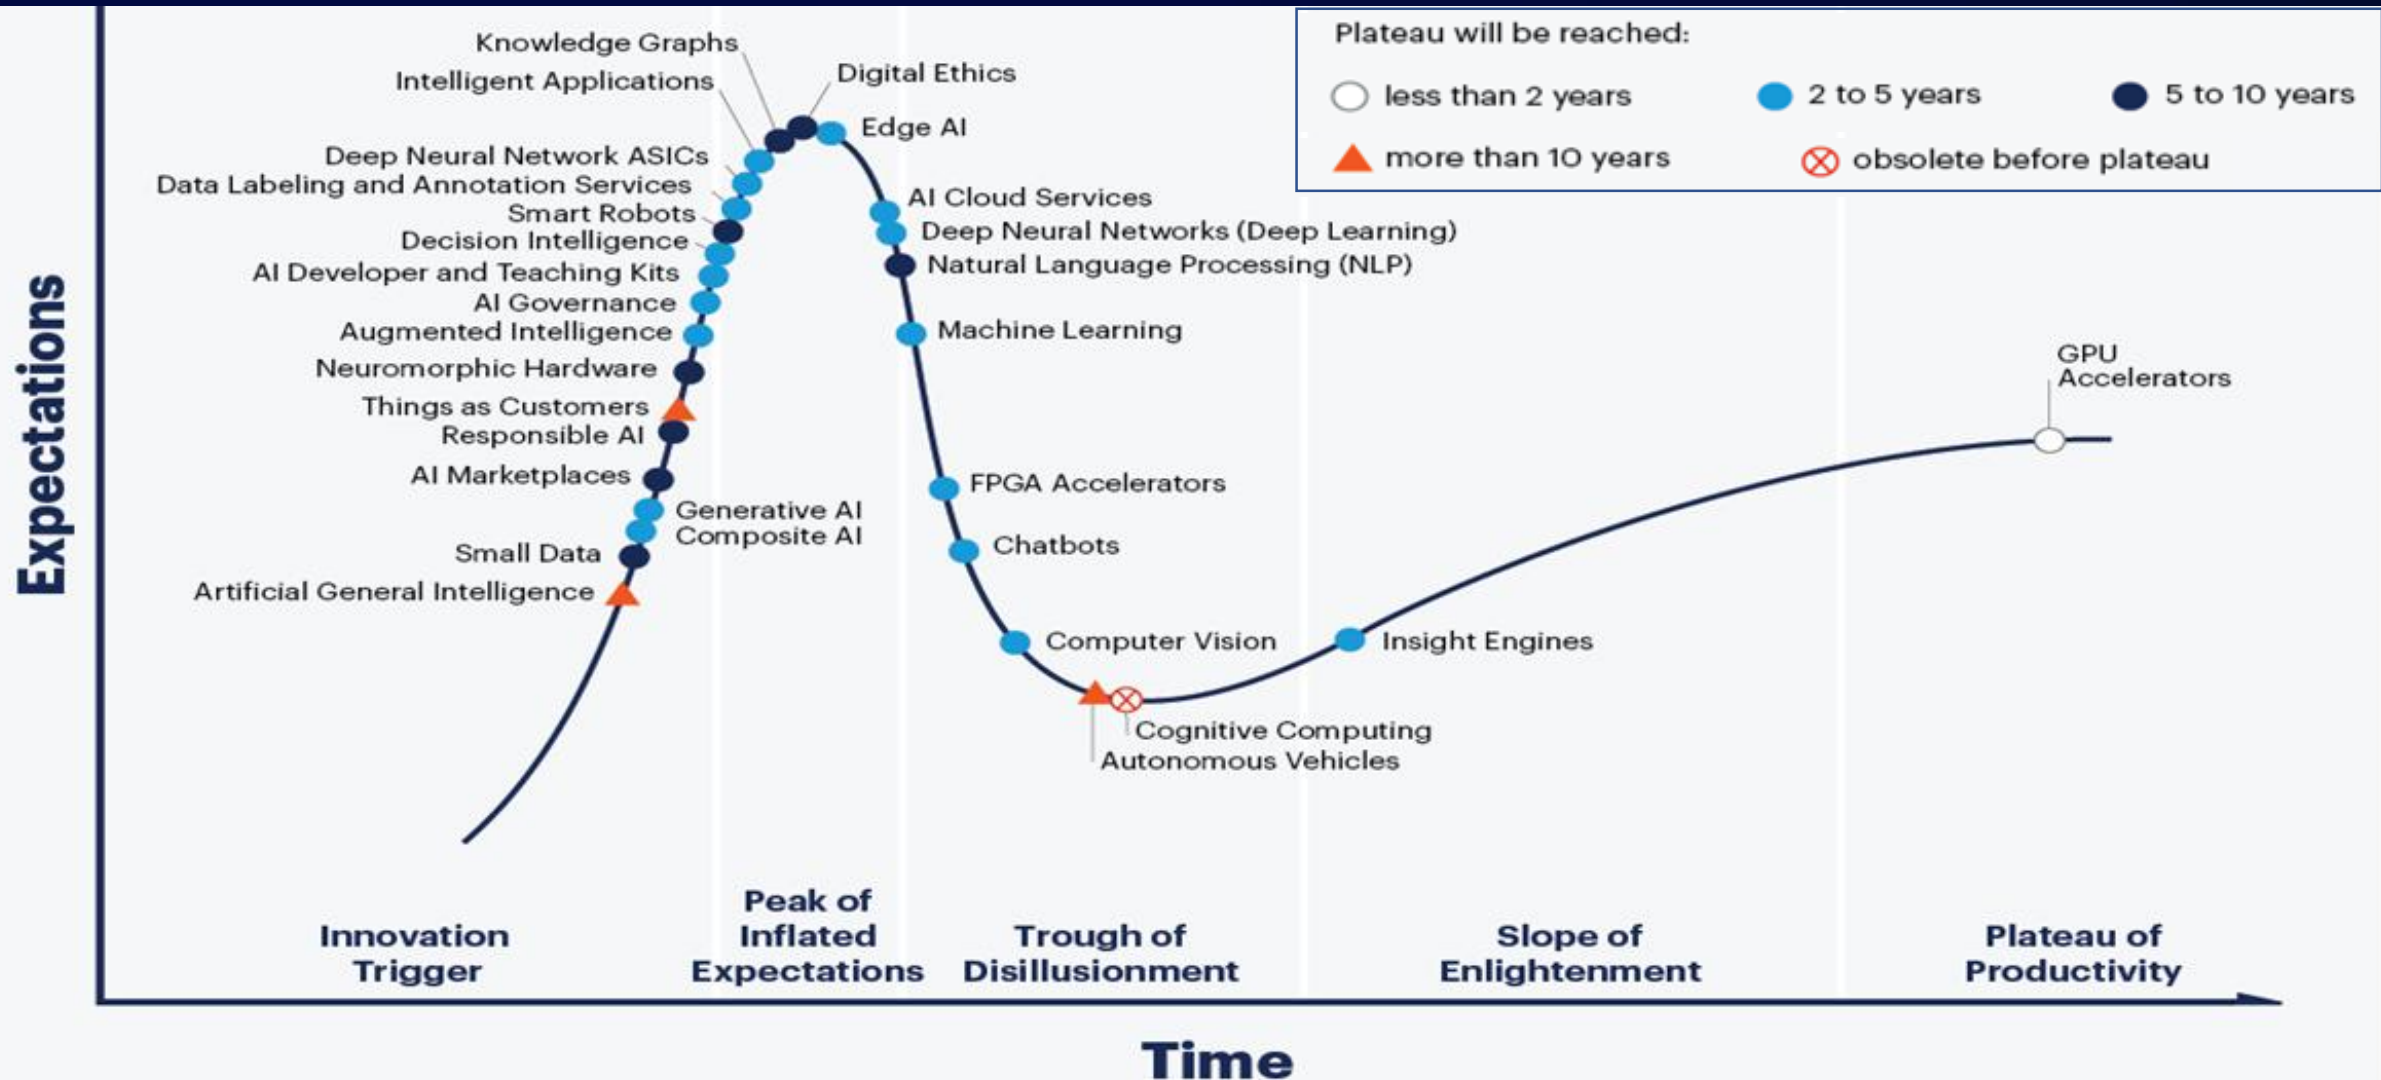 Plateau will be reached:
less than 2 years
2 to 5 years
5 to 10 years
more than 10 years
obsolete before plateau
Expectations
Knowledge Graphs
Intelligent Applications
Digital Ethics
Edge AI
Deep Neural Network ASICs
Data Labeling and Annotation Services
Smart Robots
Decision Intelligence
AI Developer and Teaching Kits
AI Governance
Augmented Intelligence
Neuromorphic Hardware
Things as Customers
Responsible AI
AI Marketplaces
Generative AI
Composite AI
Small Data
Artificial General Intelligence
AI Cloud Services
Deep Neural Networks (Deep Learning)
Natural Language Processing (NLP)
Machine Learning
FPGA Accelerators
Chatbots
Computer Vision
Cognitive Computing
Autonomous Vehicles
Insight Engines
GPU
Accelerators
Innovation
Trigger
Peak of
Inflated
Expectations
Trough of
Disillusionment
Slope of
Enlightenment
Plateau of
Productivity
Time